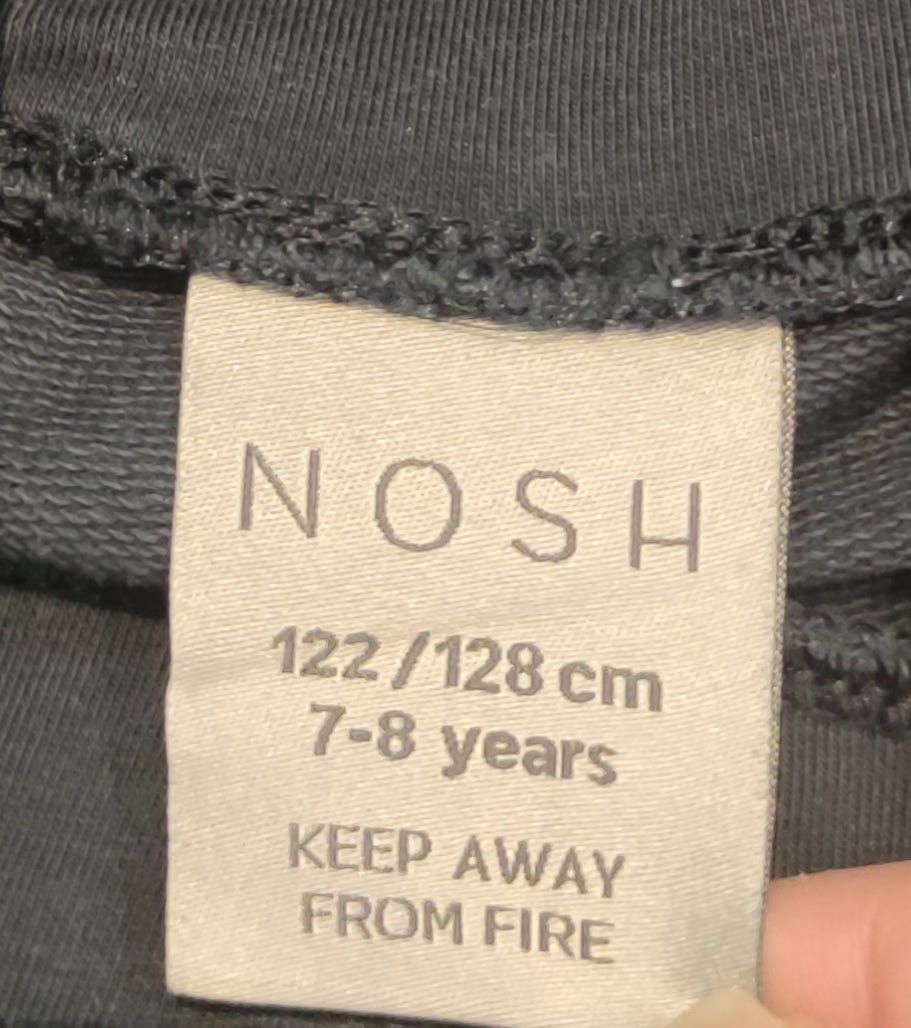 NOSH
122/128 cm
7-8 years
KEEP AWAY
FROM FIRE